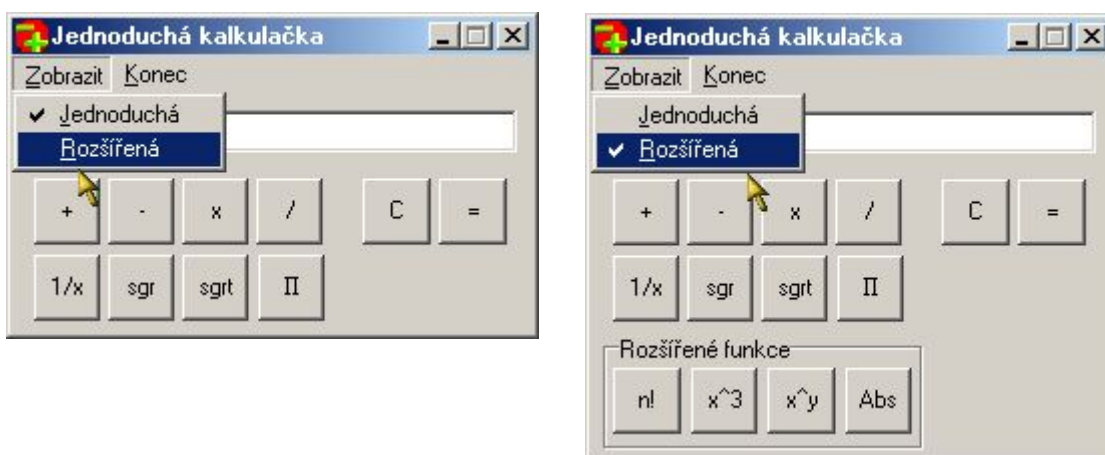 Jednoduchá kalkulačka
Zobrazit Konec
Jednoduchá
Rozšířená
+ - x / C =
1/x sgr sgrt Π
Jednoduchá kalkulačka
Zobrazit Konec
Jednoduchá
Rozšířená
+ - x / C =
1/x sgr sgrt Π
Rozšířené funkce
n! x^3 x^y Abs